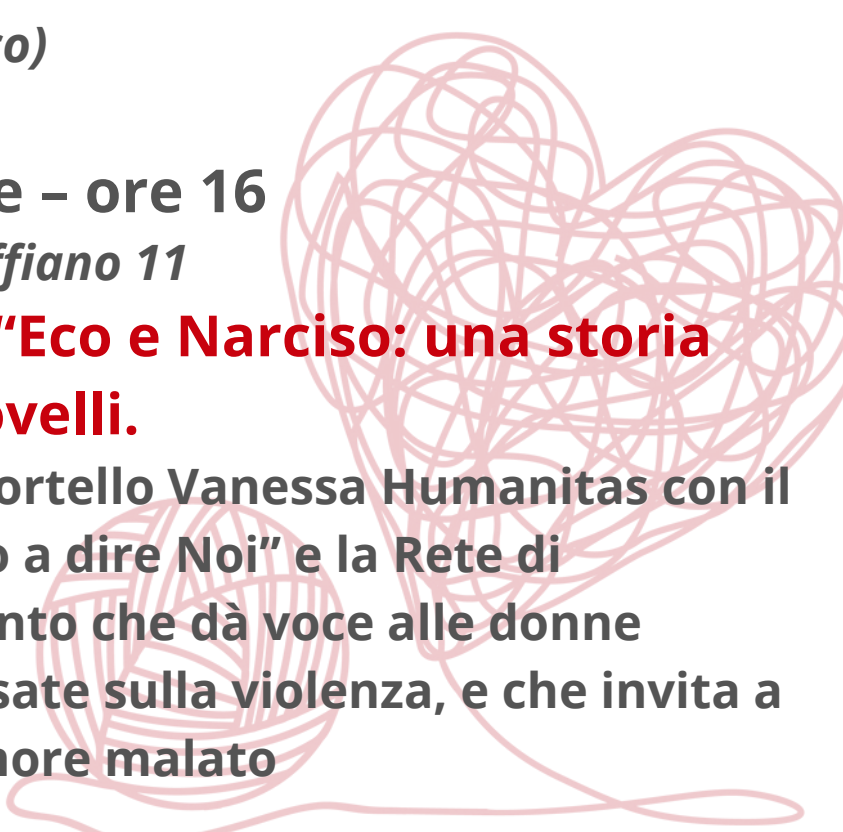 co)
e – ore 16
ffiano 11
“Eco e Narciso: una storia
ovelli.
ortello Vanessa Humanitas con il
o a dire Noi” e la Rete di
nto che dà voce alle donne
sate sulla violenza, e che invita a
nore malato